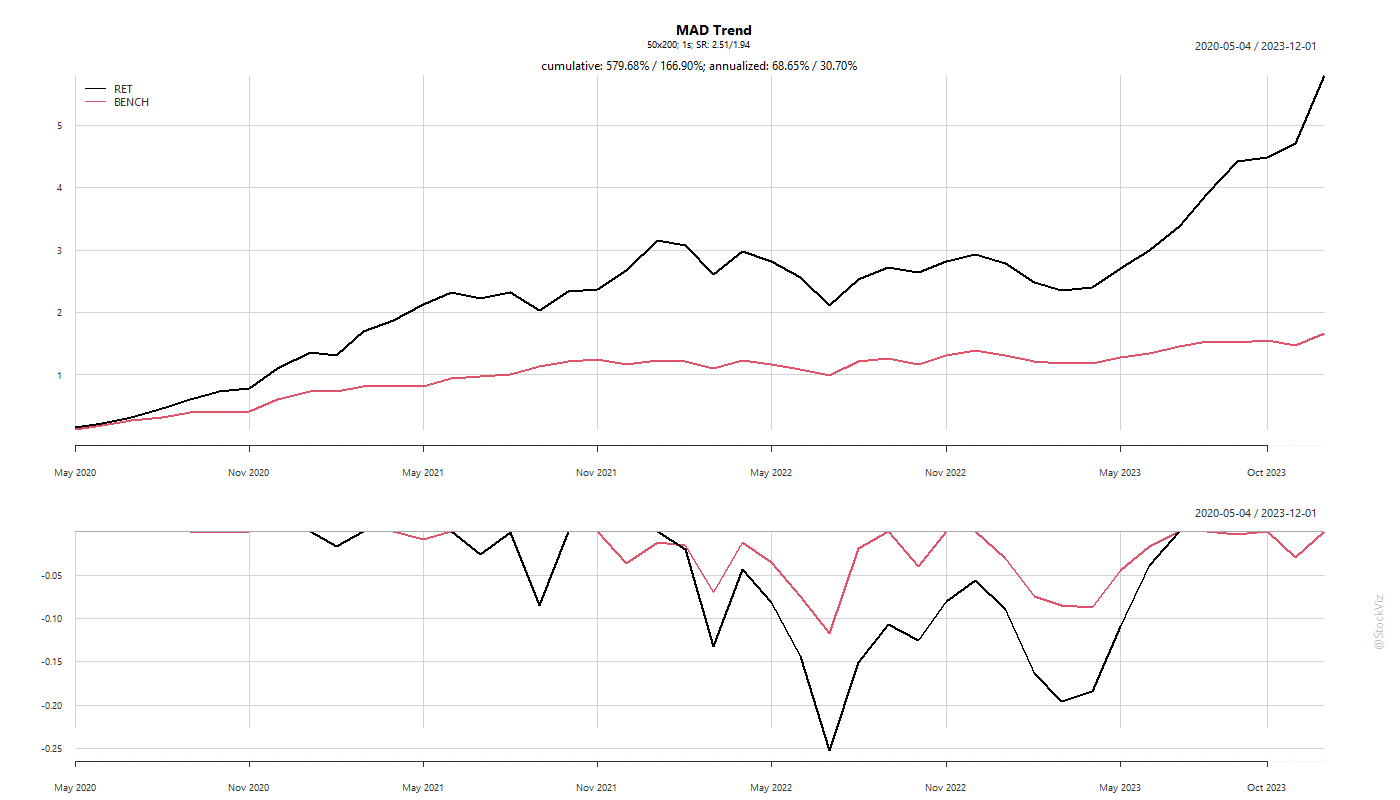 MAD Trend
50x200; 1s; SR: 2.51/1.94
2020-05-04 / 2023-12-01
cumulative: 579.68% / 166.90%; annualized: 68.65% / 30.70%
RET
BENCH
5
4
3
2
1
May 2020 Nov 2020 May 2021 Nov 2021 May 2022 Nov 2022 May 2023 Oct 2023
2020-05-04 / 2023-12-01
-0.05
-0.10
-0.15
-0.20
-0.25
May 2020 Nov 2020 May 2021 Nov 2021 May 2022 Nov 2022 May 2023 Oct 2023
@StockViz